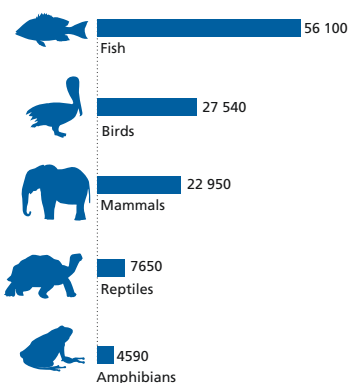 56 100
Fish
27 540
Birds
22 950
Mammals
7650
Reptiles
4590
Amphibians